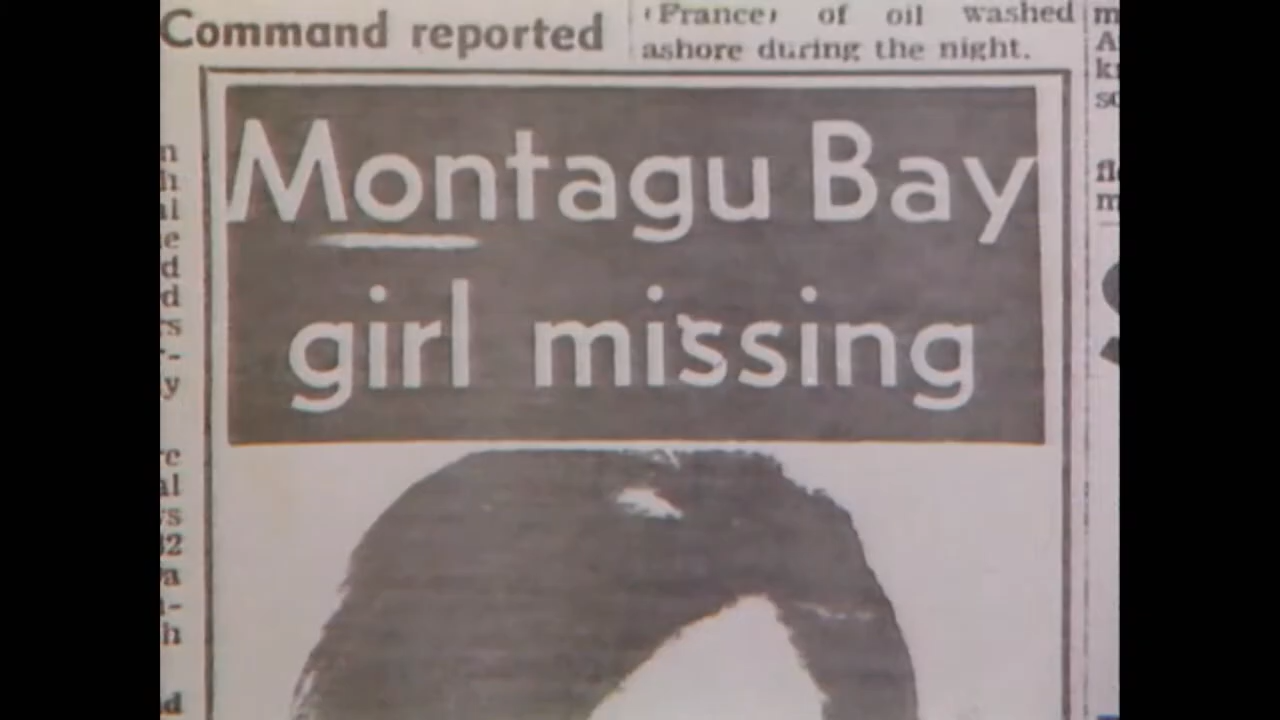 Command reported
(France) of oil washed
ashore during the night.
Montagu Bay
girl missing